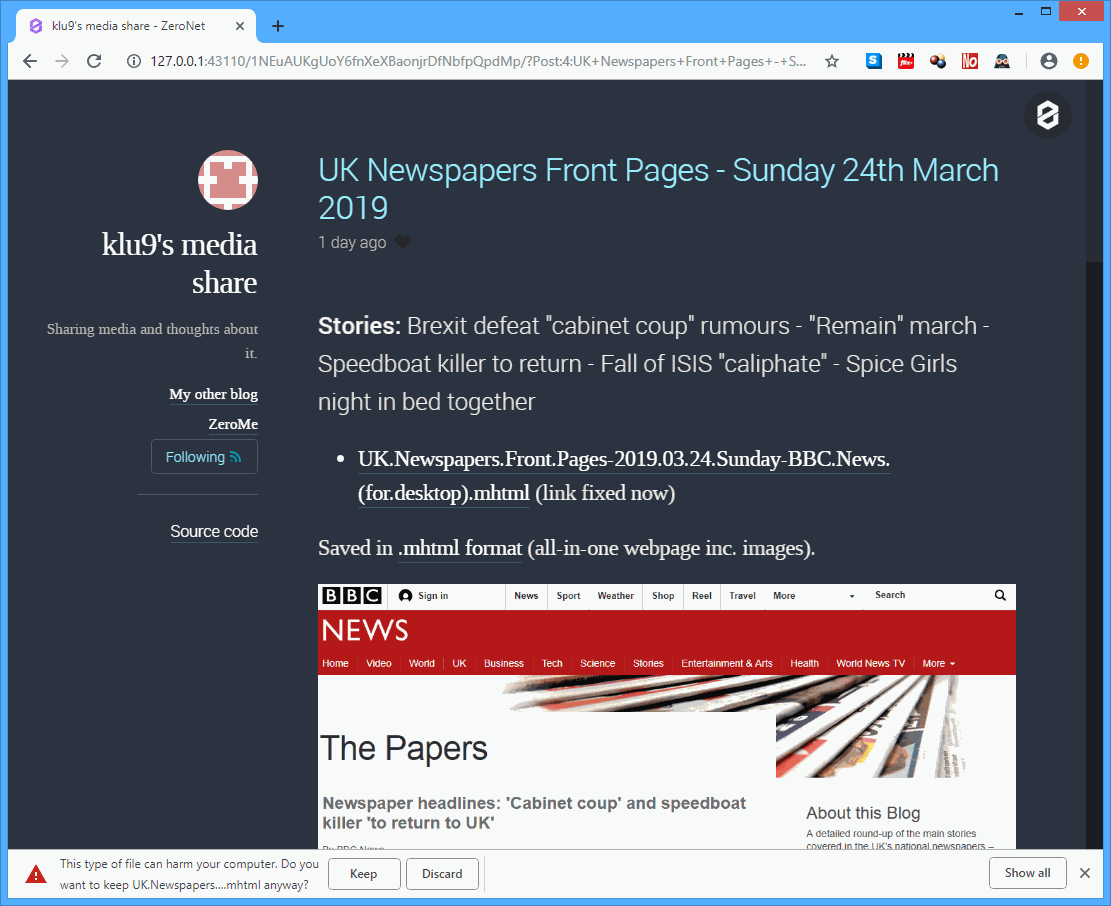 klu9's media share - ZeroNet
127.0.0.1:43110/1NEuAUKgUoY6fnXeXBaonjrDfNbfpQpdMp/?Post:4:UK+Newspapers+Front+Pages+-+S...
klu9's media
share
Sharing media and thoughts about
it.
My other blog
ZeroMe
Following
Source code
UK Newspapers Front Pages - Sunday 24th March
2019
1 day ago
Stories: Brexit defeat "cabinet coup" rumours - "Remain" march -
Speedboat killer to return - Fall of ISIS "caliphate" - Spice Girls
night in bed together
• UK.Newspapers.Front.Pages-2019.03.24.Sunday-BBC.News.
(for.desktop).mhtml (link fixed now)
Saved in .mhtml format (all-in-one webpage inc. images).
BBC Sign in News Sport Weather Shop Reel Travel More Search
NEWS
Home Video World UK Business Tech Science Stories Entertainment & Arts Health World News TV More
The Papers
Newspaper headlines: 'Cabinet coup' and speedboat
killer 'to return to UK'
By BBC News
About this Blog
A detailed round-up of the main stories
covered in the UK's national newspapers –
This type of file can harm your computer. Do you
want to keep UK.Newspapers....mhtml anyway?
Keep
Discard
Show all